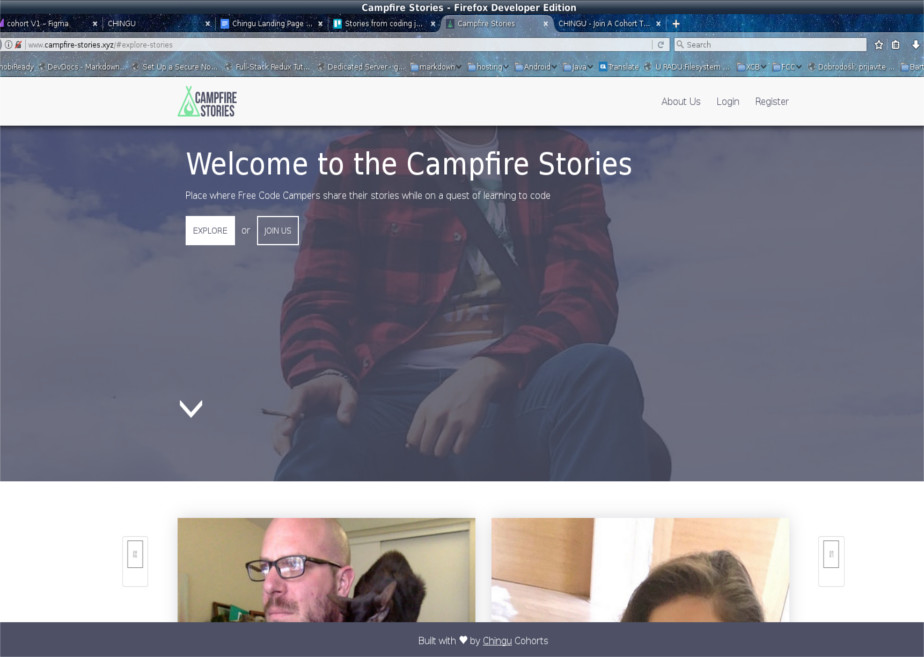 Campfire Stories - Firefox Developer Edition
cohort V1 – Figma
CHINGU
Chingu Landing Page ...
Stories from coding j...
Campfire Stories
CHINGU - Join A Cohort T...
www.campfire-stories.xyz/#explore-stories
Search
DevDocs - Markdown...
Set Up a Secure No...
Full-Stack Redux Tut...
Dedicated Server - g...
markdown
hosting
Android
Java
Translate
U RADU:Filesystem ...
XCB
FCC
Dobrodošli: prijavite ...
CAMPFIRE
STORIES
About Us
Login
Register
Welcome to the Campfire Stories
Place where Free Code Campers share their stories while on a quest of learning to code
EXPLORE
or
JOIN US
Built with ♥ by Chingu Cohorts